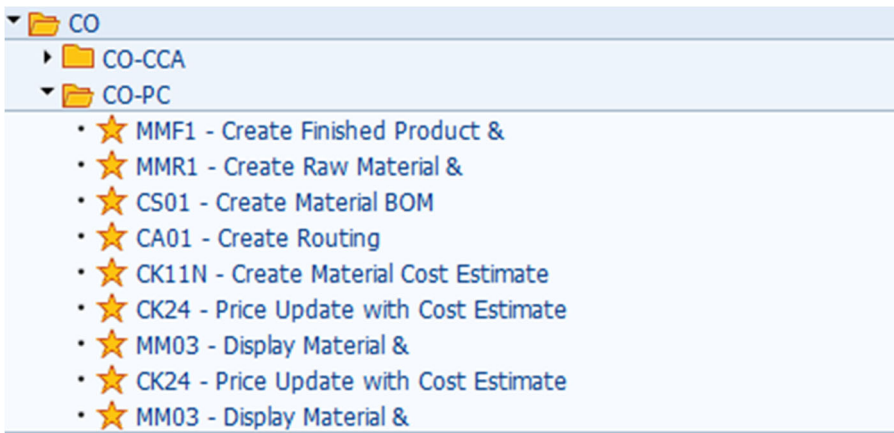 CO
CO-CCA
CO-PC
MMF1 - Create Finished Product &
MMR1 - Create Raw Material &
CS01 - Create Material BOM
CA01 - Create Routing
CK11N - Create Material Cost Estimate
CK24 - Price Update with Cost Estimate
MM03 - Display Material &
CK24 - Price Update with Cost Estimate
MM03 - Display Material &